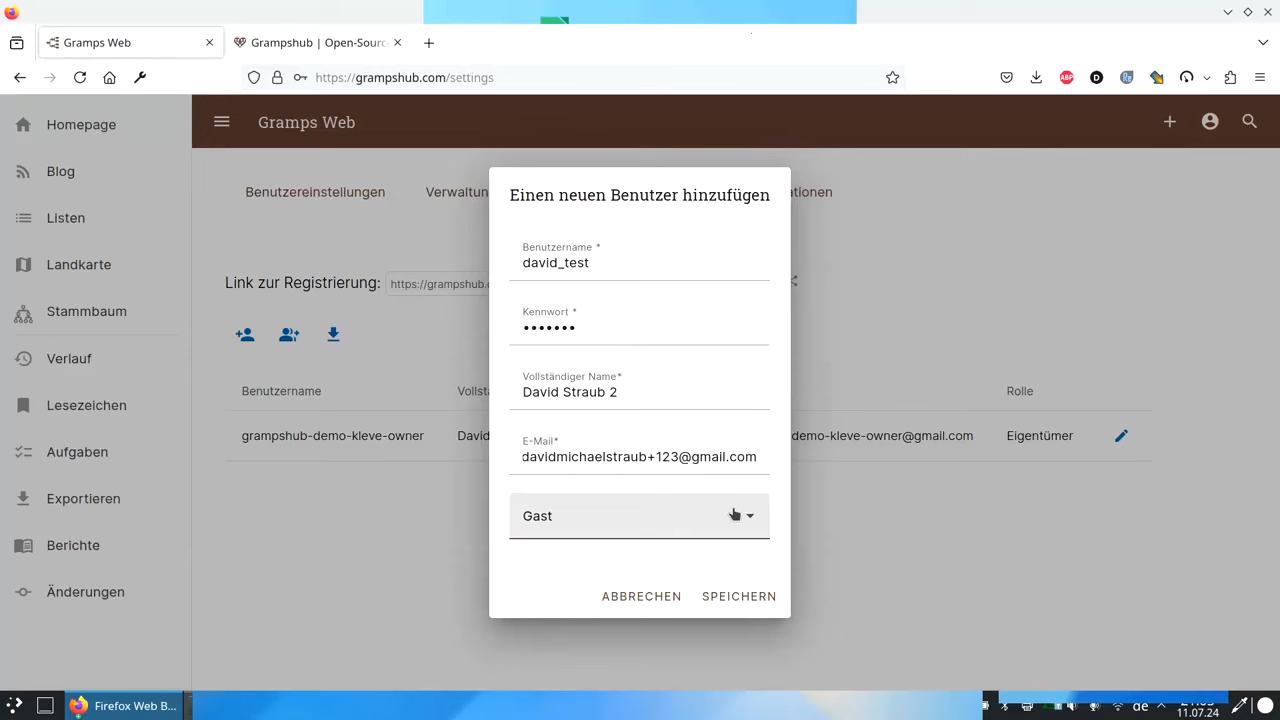 Gramps Web
Grampshub | Open-Sourc
https://grampshub.com/settings
ABP
D
Homepage
Blog
Listen
Landkarte
Stammbaum
Verlauf
Lesezeichen
Aufgaben
Exportieren
Berichte
Änderungen
Gramps Web
Benutzereinstellungen
Verwaltun
ationen
Link zur Registrierung:
https://grampshub.c
Benutzername
Vollstä
Rolle
grampshub-demo-kleve-owner
David
demo-kleve-owner@gmail.com
Eigentümer
Einen neuen Benutzer hinzufügen
Benutzername *
david_test
Kennwort *
•••••••
Vollständiger Name*
David Straub 2
E-Mail*
davidmichaelstraub+123@gmail.com
Gast
ABBRECHEN
SPEICHERN
Firefox Web B...
de
11.07.24